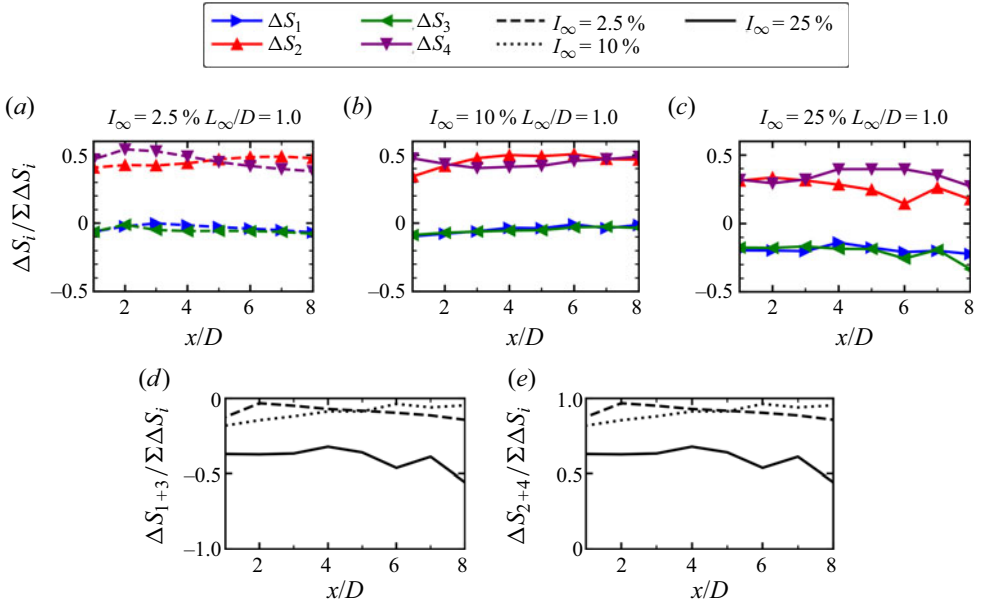 ΔS₁ ΔS₃ I∞ = 2.5 % I∞ = 25 %
ΔS₂ ΔS₄ I∞ = 10 %
(a) (b) (c)
I∞ = 2.5 % L∞/D = 1.0 I∞ = 10 % L∞/D = 1.0 I∞ = 25 % L∞/D = 1.0
ΔSᵢ/ΣΔSᵢ
0.5 0.5 0.5
0 0 0
–0.5 –0.5 –0.5
2 4 6 8 2 4 6 8 2 4 6 8
x/D x/D x/D
(d) (e)
ΔS₁₊₃/ΣΔSᵢ ΔS₂₊₄/ΣΔSᵢ
0 1.0
–0.5 0.5
–1.0 0
2 4 6 8 2 4 6 8
x/D x/D